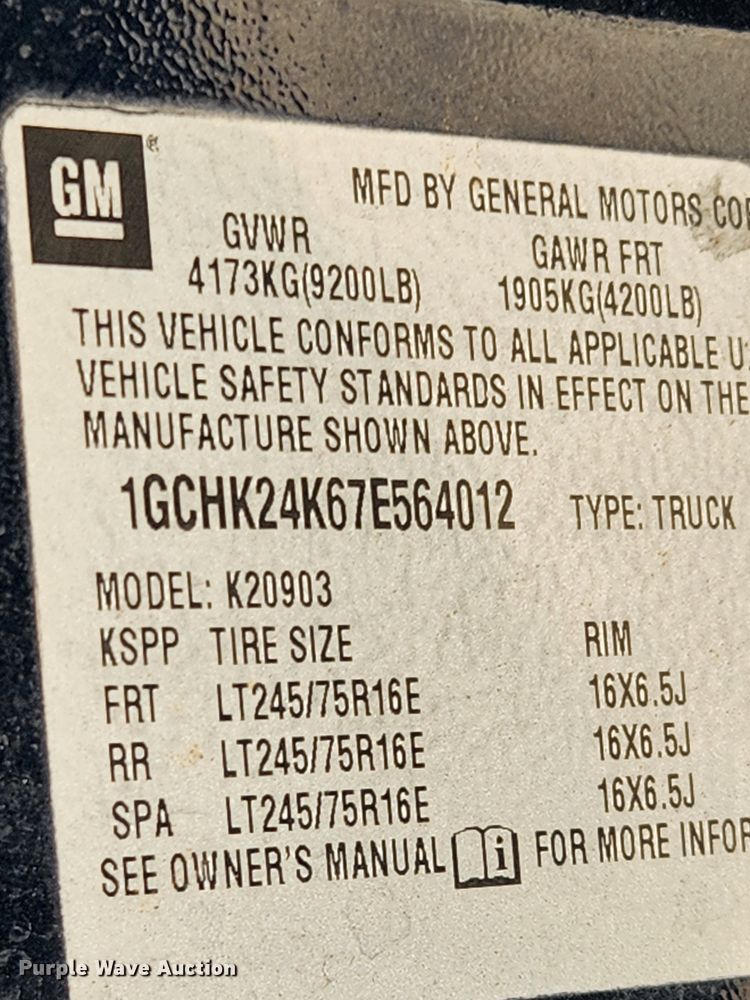 GM
MFD BY GENERAL MOTORS
GVWR GAWR FRT
4173KG(9200LB) 1905KG(4200LB)
THIS VEHICLE CONFORMS TO ALL APPLICABLE U.
VEHICLE SAFETY STANDARDS IN EFFECT ON THE
MANUFACTURE SHOWN ABOVE.
1GCHK24K67E564012 TYPE: TRUCK
MODEL: K20903
KSPP TIRE SIZE RIM
FRT LT245/75R16E 16X6.5J
RR LT245/75R16E 16X6.5J
SPA LT245/75R16E 16X6.5J
SEE OWNER'S MANUAL i FOR MORE INFOR
Purple Wave Auction